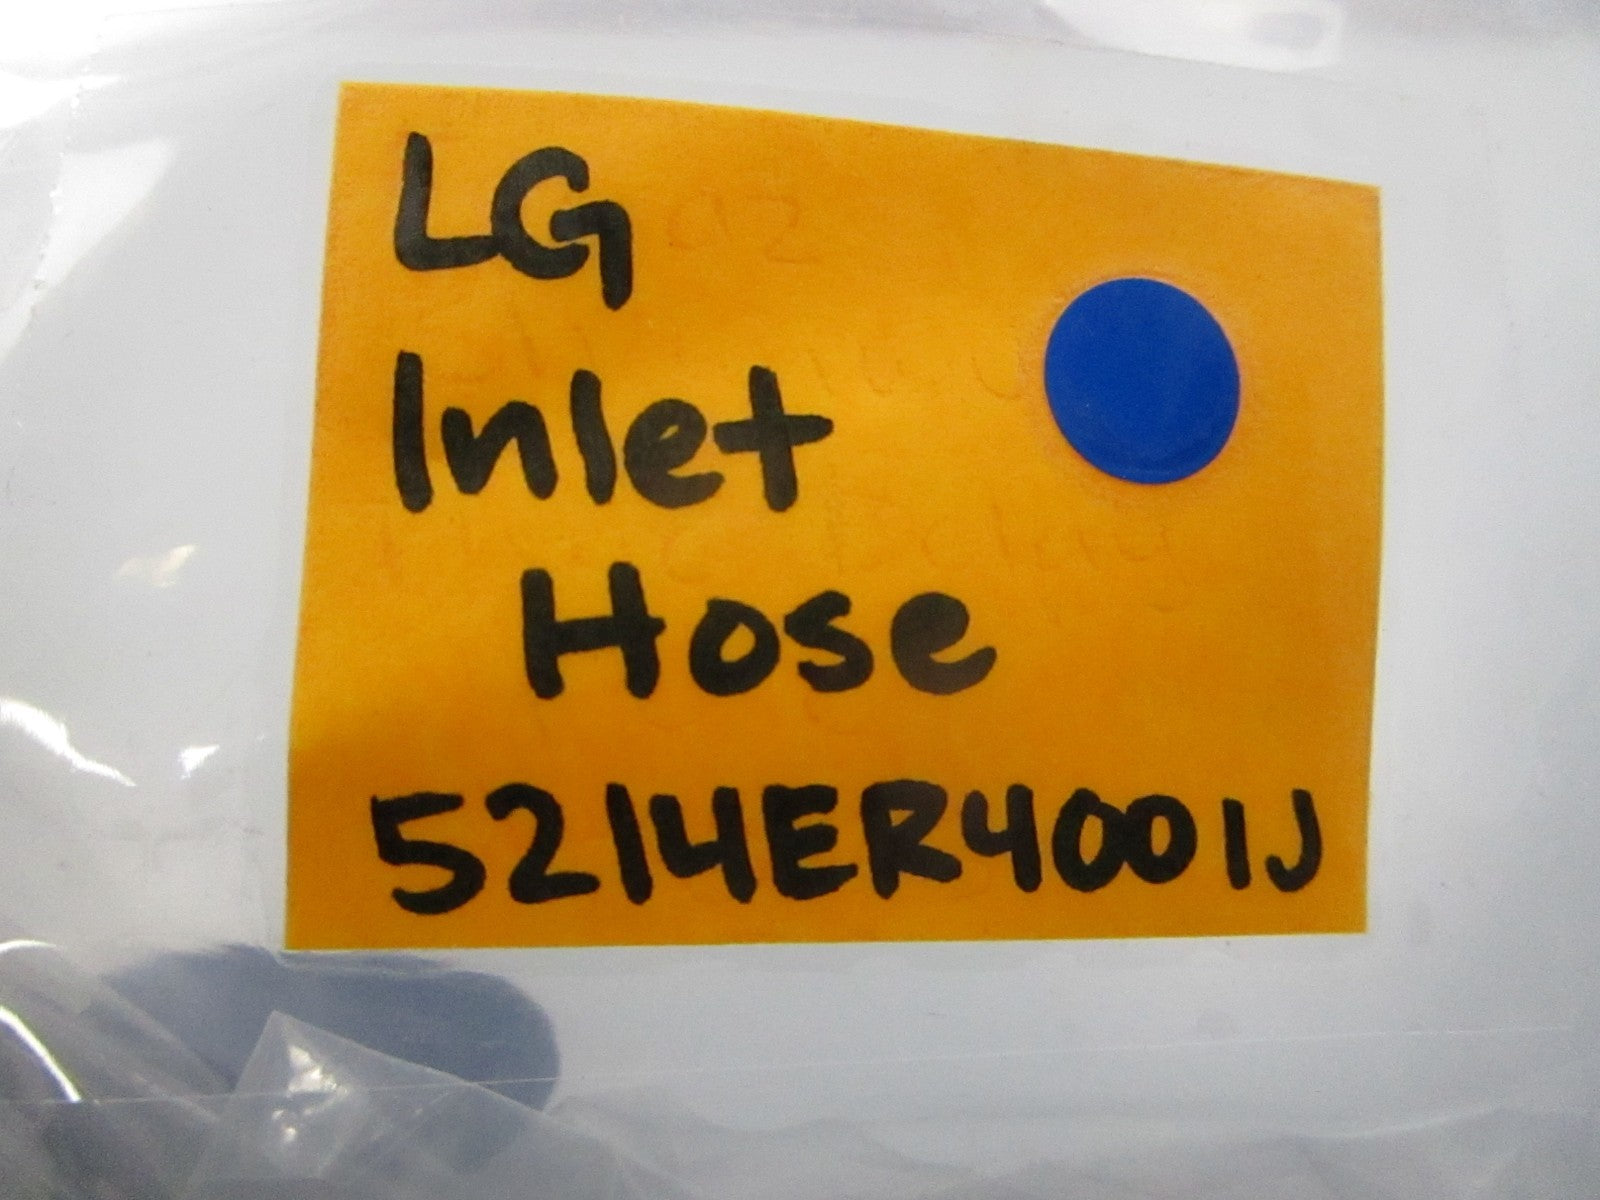 LG
Inlet
Hose
5214ER4001J